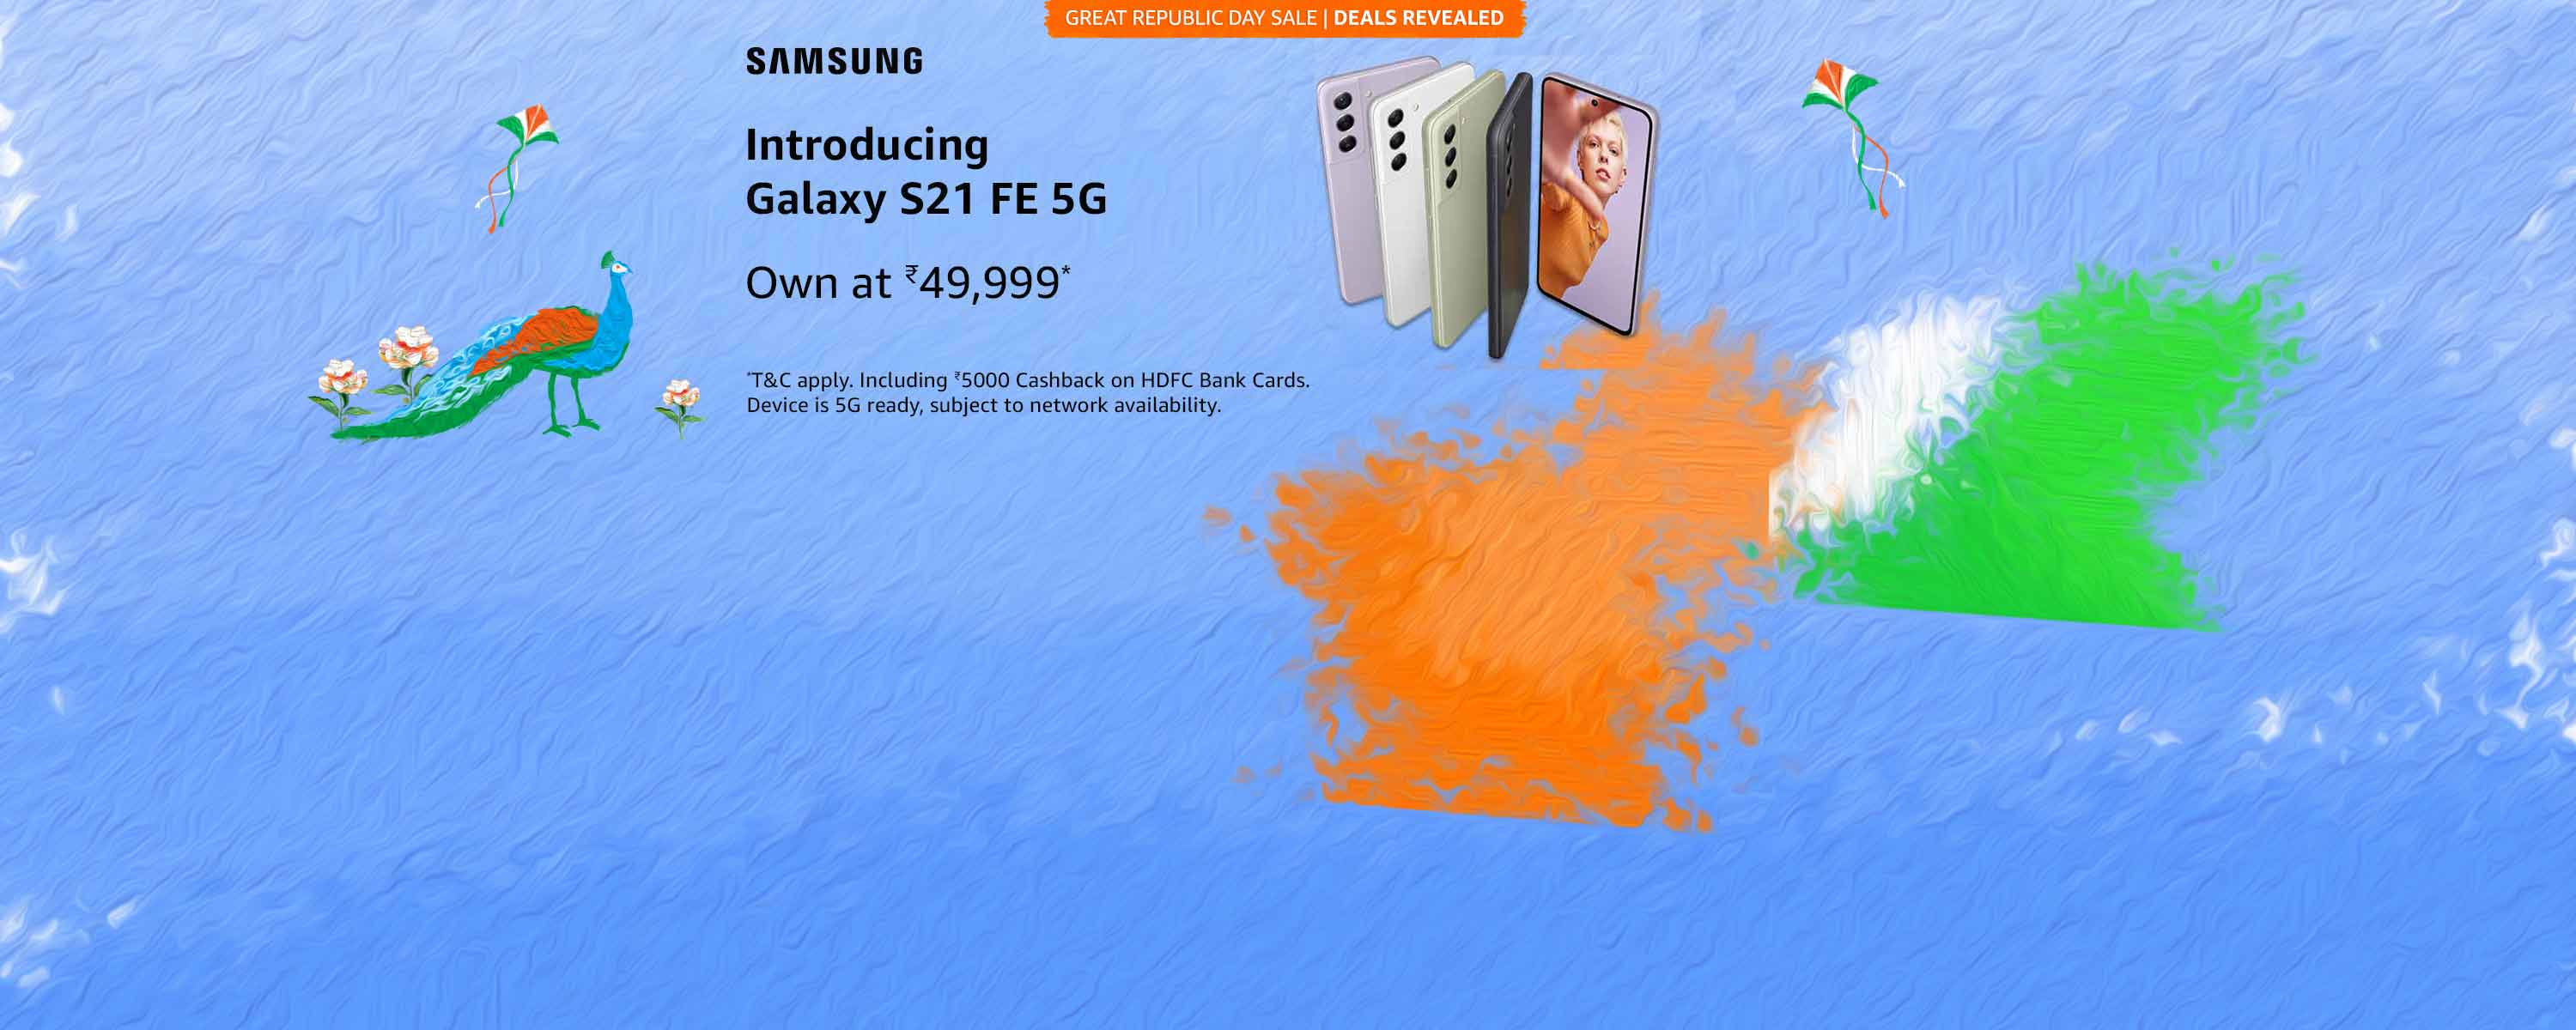 GREAT REPUBLIC DAY SALE | DEALS REVEALED
SAMSUNG
Introducing
Galaxy S21 FE 5G
Own at ₹49,999*
*T&C apply. Including ₹5000 Cashback on HDFC Bank Cards.
Device is 5G ready, subject to network availability.